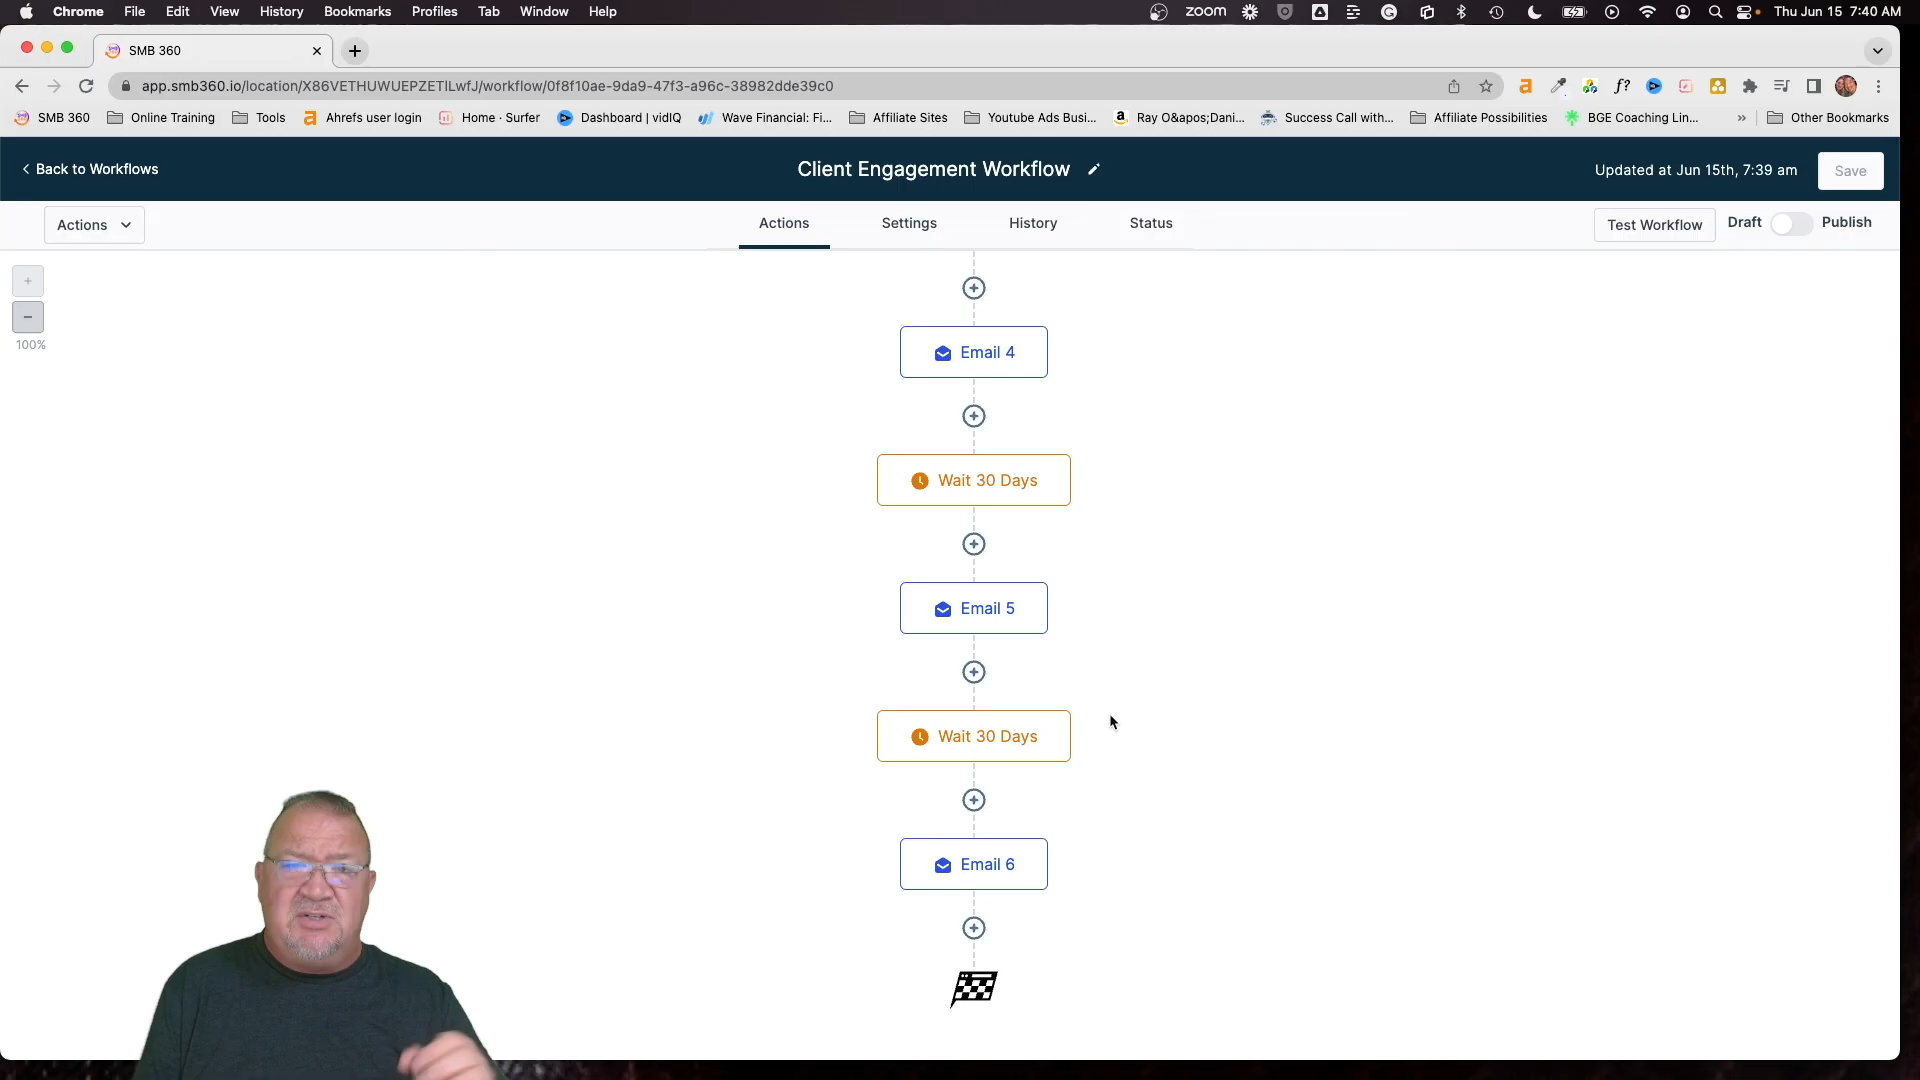 Chrome File Edit View History Bookmarks Profiles Tab Window Help
zoom
Thu Jun 15 7:40 AM
SMB 360
app.smb360.io/location/X86VETHUWUEPZETlLwfJ/workflow/0f8f10ae-9da9-47f3-a96c-38982dde39c0
f?
SMB 360 Online Training Tools Ahrefs user login Home · Surfer Dashboard | vidIQ Wave Financial: Fi... Affiliate Sites Youtube Ads Busi... Ray O&apos;Dani... Success Call with... Affiliate Possibilities BGE Coaching Lin... » Other Bookmarks
Back to Workflows
Client Engagement Workflow
Updated at Jun 15th, 7:39 am
Save
Actions
Actions Settings History Status
Test Workflow
Draft
Publish
+
−
100%
Email 4
Wait 30 Days
Email 5
Wait 30 Days
Email 6